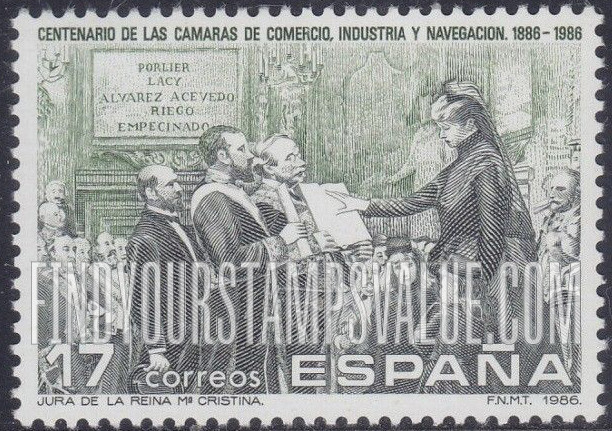 CENTENARIO DE LAS CAMARAS DE COMERCIO, INDUSTRIA Y NAVEGACION. 1886-1986
PORLIER
LACY,
ALVAREZ ACEVEDO
RIEGO
EMPECINADO
FINDYOURSTAMPSVALUE.COM
17 correos ESPAÑA
JURA DE LA REINA Mª CRISTINA. F.N.M.T. 1986.